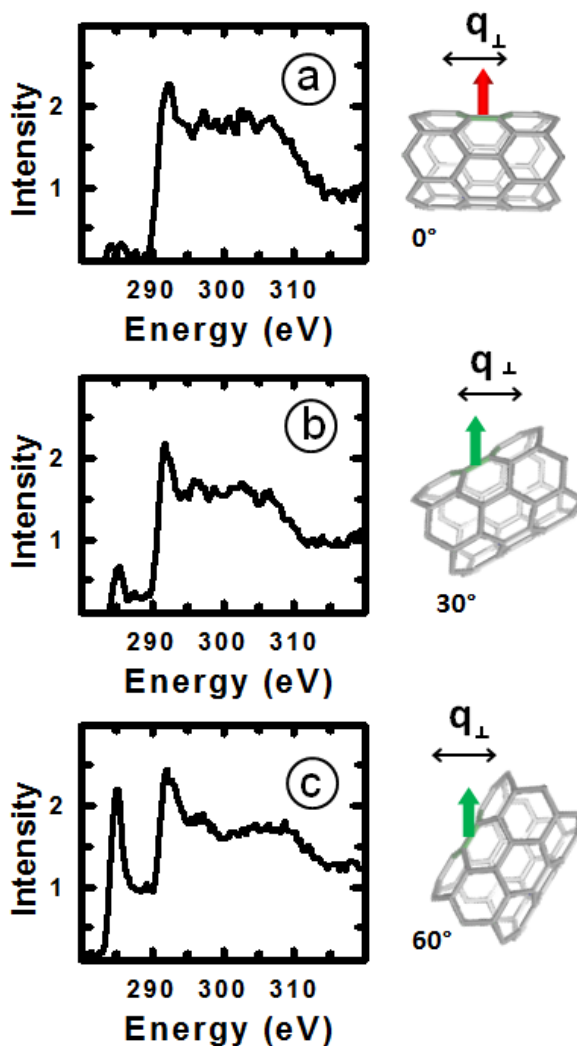 q⊥
a
2
1
Intensity
290 300 310
Energy (eV)
0°
q⊥
b
2
1
Intensity
290 300 310
Energy (eV)
30°
q⊥
c
2
1
Intensity
290 300 310
Energy (eV)
60°